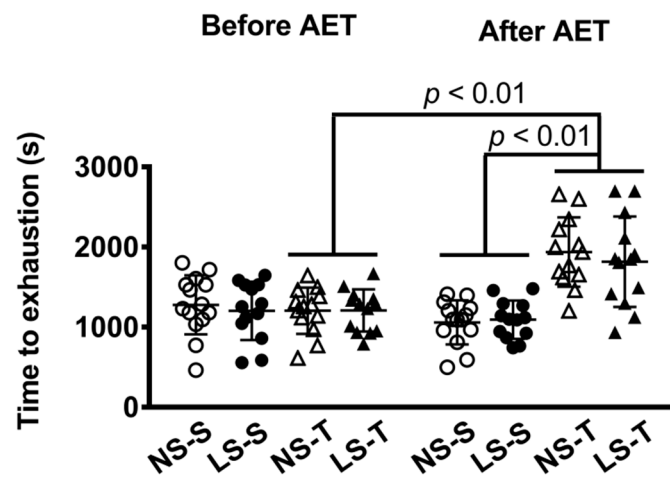 Before AET
After AET
p < 0.01
p < 0.01
Time to exhaustion (s)
3000
2000
1000
0
NS-S
LS-S
NS-T
LS-T
NS-S
LS-S
NS-T
LS-T